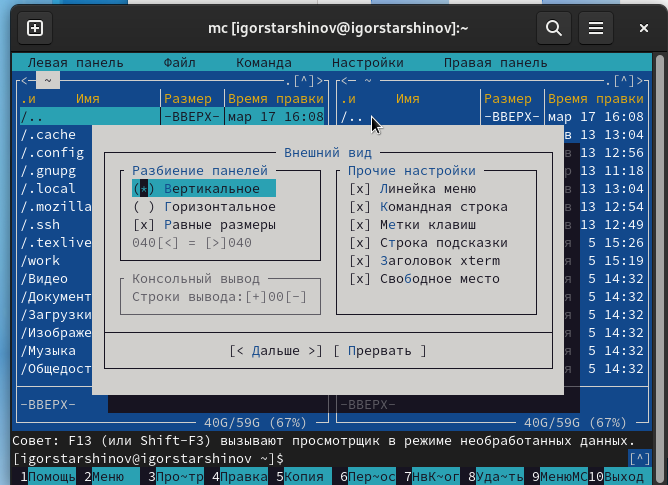 mc [igorstarshinov@igorstarshinov]:~
Левая панель Файл Команда Настройки Правая панель
<─ ~ .[^]> <─ ~ .[^]>
.и Имя Размер Время правки .и Имя Размер Время правки
/.. -ВВЕРХ- мар 17 16:08 /.. -ВВЕРХ- мар 17 16:08
/.cache в 13 13:04
/.config Внешний вид в 13 12:56
/.gnupg Разбиение панелей Прочие настройки р 11 13:18
/.local (*) Вертикальное [x] Линейка меню в 13 13:04
/.mozilla ( ) Горизонтальное [x] Командная строка в 13 12:54
/.ssh [x] Равные размеры [x] Метки клавиш в 13 12:49
/.texlive 040[<] = [>]040 [x] Строка подсказки я 5 15:26
/work [x] Заголовок xterm я 5 15:19
/Видео Консольный вывод [x] Свободное место я 5 14:32
/Документ Строки вывода:[+]00[-] я 5 14:32
/Загрузки я 5 14:32
/Изображе я 5 14:32
/Музыка [< Дальше >] [ Прервать ] я 5 14:32
/Общедост я 5 14:32
-ВВЕРХ- -ВВЕРХ-
40G/59G (67%) 40G/59G (67%)
Совет: F13 (или Shift-F3) вызывают просмотрщик в режиме необработанных данных.
[igorstarshinov@igorstarshinov ~]$ [^]
1Помощь 2Меню 3Про~тр 4Правка 5Копия 6Пер~ос 7НвК~ог 8Уда~ть 9МенюMC 10Выход